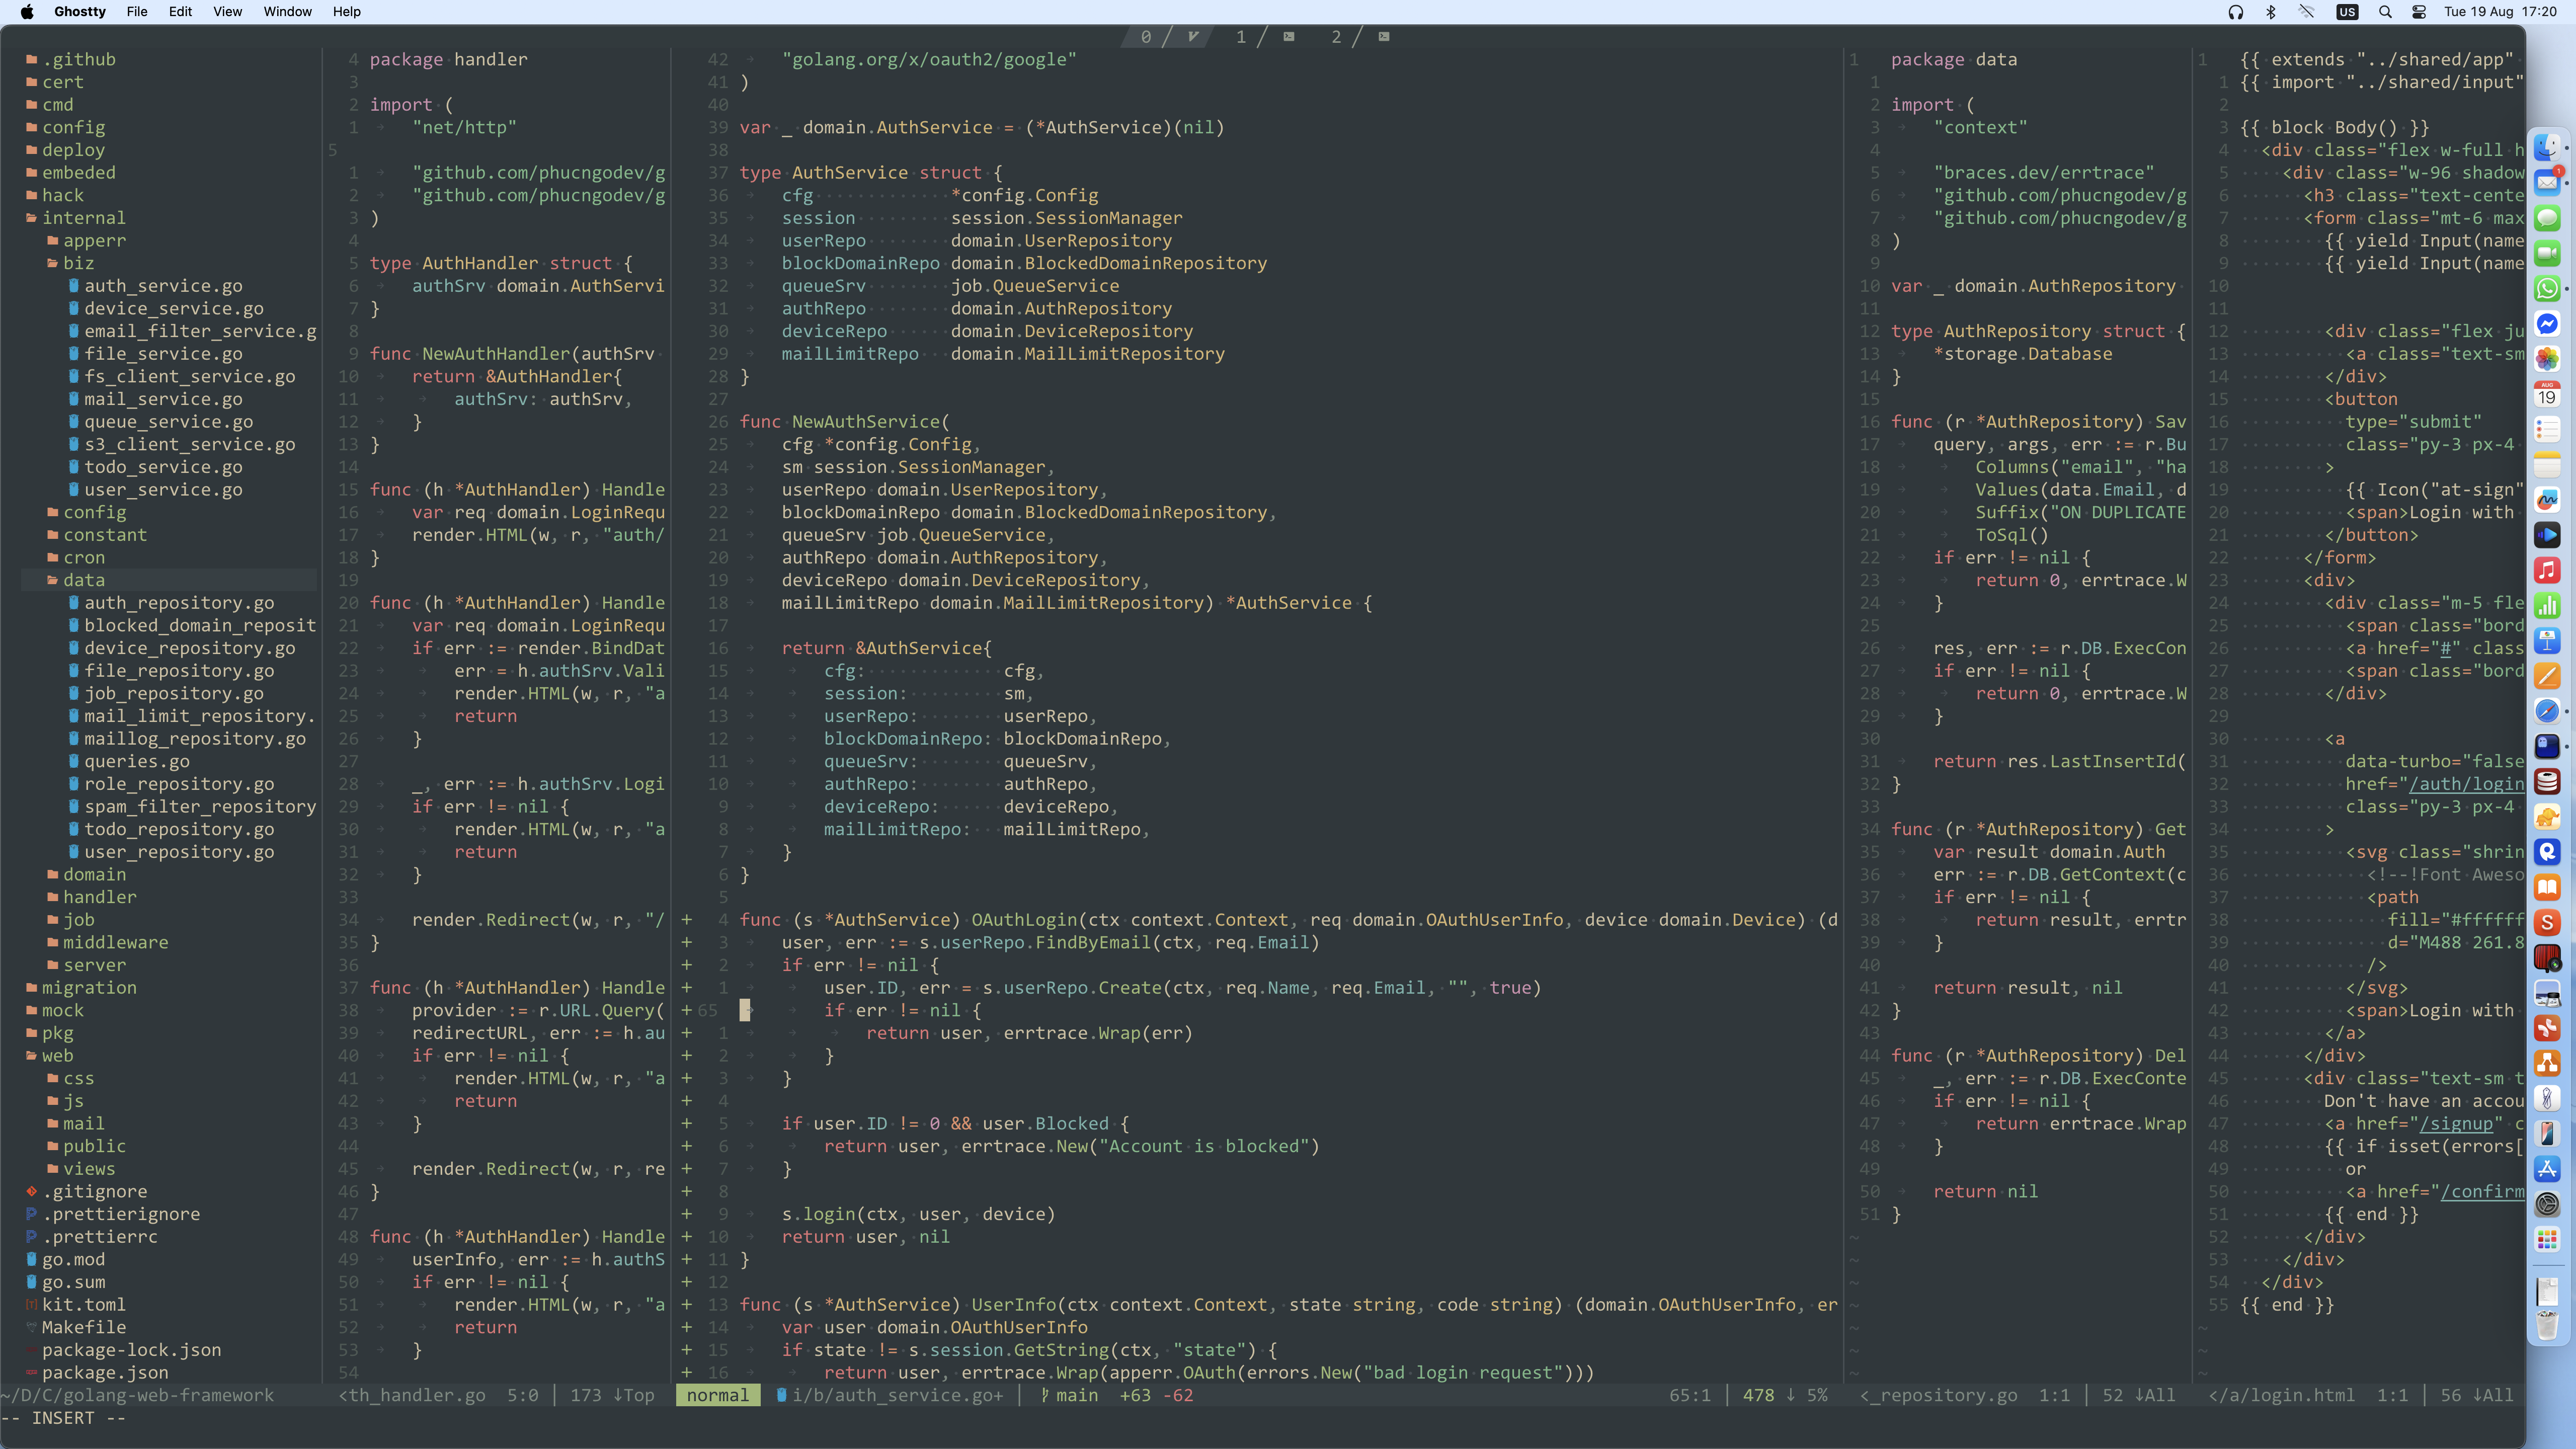 Ghostty File Edit View Window Help
US Tue 19 Aug 17:20
0 / 1 / 2 /
.github
cert
cmd
config
deploy
embeded
hack
internal
apperr
biz
auth_service.go
device_service.go
email_filter_service.g
file_service.go
fs_client_service.go
mail_service.go
queue_service.go
s3_client_service.go
todo_service.go
user_service.go
config
constant
cron
data
auth_repository.go
blocked_domain_reposit
device_repository.go
file_repository.go
job_repository.go
mail_limit_repository.
maillog_repository.go
queries.go
role_repository.go
spam_filter_repository
todo_repository.go
user_repository.go
domain
handler
job
middleware
server
migration
mock
pkg
web
css
js
mail
public
views
.gitignore
.prettierignore
.prettierrc
go.mod
go.sum
kit.toml
Makefile
package-lock.json
package.json
~/D/C/golang-web-framework
4 package handler
3
2 import (
1 "net/http"
5
1 "github.com/phucngodev/g
2 "github.com/phucngodev/g
3 )
4
5 type AuthHandler struct {
6 authSrv domain.AuthServi
7 }
8
9 func NewAuthHandler(authSrv
10 return &AuthHandler{
11 authSrv: authSrv,
12 }
13 }
14
15 func (h *AuthHandler) Handle
16 var req domain.LoginRequ
17 render.HTML(w, r, "auth/
18 }
19
20 func (h *AuthHandler) Handle
21 var req domain.LoginRequ
22 if err := render.BindDat
23 err = h.authSrv.Vali
24 render.HTML(w, r, "a
25 return
26 }
27
28 _, err := h.authSrv.Logi
29 if err != nil {
30 render.HTML(w, r, "a
31 return
32 }
33
34 render.Redirect(w, r, "/
35 }
36
37 func (h *AuthHandler) Handle
38 provider := r.URL.Query(
39 redirectURL, err := h.au
40 if err != nil {
41 render.HTML(w, r, "a
42 return
43 }
44
45 render.Redirect(w, r, re
46 }
47
48 func (h *AuthHandler) Handle
49 userInfo, err := h.authS
50 if err != nil {
51 render.HTML(w, r, "a
52 return
53 }
54
<th_handler.go 5:0 | 173 ↓Top
42 "golang.org/x/oauth2/google"
41 )
40
39 var _ domain.AuthService = (*AuthService)(nil)
38
37 type AuthService struct {
36 cfg *config.Config
35 session session.SessionManager
34 userRepo domain.UserRepository
33 blockDomainRepo domain.BlockedDomainRepository
32 queueSrv job.QueueService
31 authRepo domain.AuthRepository
30 deviceRepo domain.DeviceRepository
29 mailLimitRepo domain.MailLimitRepository
28 }
27
26 func NewAuthService(
25 cfg *config.Config,
24 sm session.SessionManager,
23 userRepo domain.UserRepository,
22 blockDomainRepo domain.BlockedDomainRepository,
21 queueSrv job.QueueService,
20 authRepo domain.AuthRepository,
19 deviceRepo domain.DeviceRepository,
18 mailLimitRepo domain.MailLimitRepository) *AuthService {
17
16 return &AuthService{
15 cfg: cfg,
14 session: sm,
13 userRepo: userRepo,
12 blockDomainRepo: blockDomainRepo,
11 queueSrv: queueSrv,
10 authRepo: authRepo,
9 deviceRepo: deviceRepo,
8 mailLimitRepo: mailLimitRepo,
7 }
6 }
5
+ 4 func (s *AuthService) OAuthLogin(ctx context.Context, req domain.OAuthUserInfo, device domain.Device) (d
+ 3 user, err := s.userRepo.FindByEmail(ctx, req.Email)
+ 2 if err != nil {
+ 1 user.ID, err = s.userRepo.Create(ctx, req.Name, req.Email, "", true)
+65 if err != nil {
+ 1 return user, errtrace.Wrap(err)
+ 2 }
+ 3 }
+ 4
+ 5 if user.ID != 0 && user.Blocked {
+ 6 return user, errtrace.New("Account is blocked")
+ 7 }
+ 8
+ 9 s.login(ctx, user, device)
+ 10 return user, nil
+ 11 }
+ 12
+ 13 func (s *AuthService) UserInfo(ctx context.Context, state string, code string) (domain.OAuthUserInfo, er
+ 14 var user domain.OAuthUserInfo
+ 15 if state != s.session.GetString(ctx, "state") {
+ 16 return user, errtrace.Wrap(apperr.OAuth(errors.New("bad login request")))
normal i/b/auth_service.go+ | main +63 -62 65:1 | 478 ↓ 5%
1 package data
1
2 import (
3 "context"
4
5 "braces.dev/errtrace"
6 "github.com/phucngodev/g
7 "github.com/phucngodev/g
8 )
9
10 var _ domain.AuthRepository
11
12 type AuthRepository struct {
13 *storage.Database
14 }
15
16 func (r *AuthRepository) Sav
17 query, args, err := r.Bu
18 Columns("email", "ha
19 Values(data.Email, d
20 Suffix("ON DUPLICATE
21 ToSql()
22 if err != nil {
23 return 0, errtrace.W
24 }
25
26 res, err := r.DB.ExecCon
27 if err != nil {
28 return 0, errtrace.W
29 }
30
31 return res.LastInsertId(
32 }
33
34 func (r *AuthRepository) Get
35 var result domain.Auth
36 err := r.DB.GetContext(c
37 if err != nil {
38 return result, errtr
39 }
40
41 return result, nil
42 }
43
44 func (r *AuthRepository) Del
45 _, err := r.DB.ExecConte
46 if err != nil {
47 return errtrace.Wrap
48 }
49
50 return nil
51 }
~
~
~
~
~
~
~
<_repository.go 1:1 | 52 ↓All
1 {{ extends "../shared/app"
1 {{ import "../shared/input"
2
3 {{ block Body() }}
4 <div class="flex w-full h
5 <div class="w-96 shadow
6 <h3 class="text-cente
7 <form class="mt-6 max
8 {{ yield Input(name
9 {{ yield Input(name
10
11
12 <div class="flex ju
13 <a class="text-sm
14 </div>
15 <button
16 type="submit"
17 class="py-3 px-4
18 >
19 {{ Icon("at-sign"
20 <span>Login with
21 </button>
22 </form>
23 <div>
24 <div class="m-5 fle
25 <span class="bord
26 <a href="#" class
27 <span class="bord
28 </div>
29
30 <a
31 data-turbo="false
32 href="/auth/login
33 class="py-3 px-4
34 >
35 <svg class="shrin
36 <!--!Font Aweso
37 <path
38 fill="#ffffff
39 d="M488 261.8
40 />
41 </svg>
42 <span>Login with
43 </a>
44 </div>
45 <div class="text-sm t
46 Don't have an accou
47 <a href="/signup" c
48 {{ if isset(errors[
49 or
50 <a href="/confirm
51 {{ end }}
52 </div>
53 </div>
54 </div>
55 {{ end }}
~
~
~
</a/login.html 1:1 | 56 ↓All
-- INSERT --
1
AUG
19